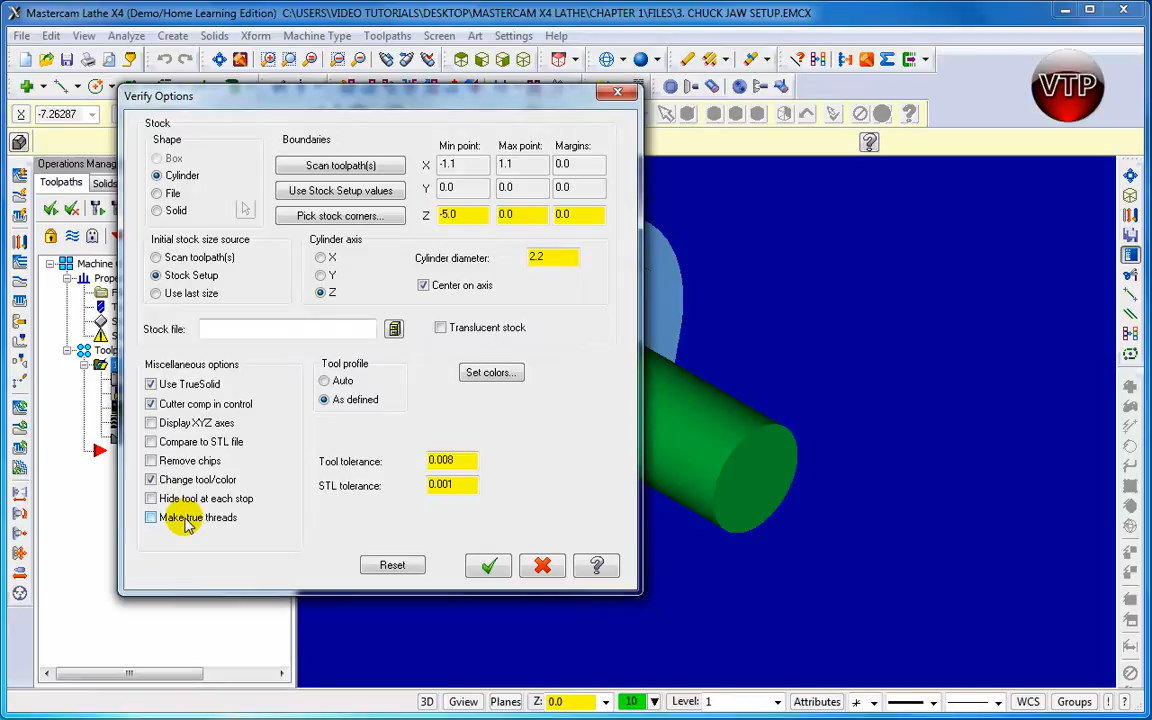 Mastercam Lathe X4 (Demo/Home Learning Edition) C:\USERS\VIDEO TUTORIALS\DESKTOP\MASTERCAM X4 LATHE\CHAPTER 1\FILES\3. CHUCK JAW SETUP.EMCX
File Edit View Analyze Create Solids Xform Machine Type Toolpaths Screen Art Settings Help
VTP
X -7.26287
Verify Options
Stock
Shape
Box
Cylinder
File
Solid
Boundaries
Scan toolpath(s)
Use Stock Setup values
Pick stock corners...
Min point: Max point: Margins:
X -1.1 1.1 0.0
Y 0.0 0.0 0.0
Z -5.0 0.0 0.0
Initial stock size source
Scan toolpath(s)
Stock Setup
Use last size
Cylinder axis
X
Y
Z
Cylinder diameter: 2.2
Center on axis
Stock file:
Translucent stock
Miscellaneous options
Use TrueSolid
Cutter comp in control
Display XYZ axes
Compare to STL file
Remove chips
Change tool/color
Hide tool at each stop
Make true threads
Tool profile
Auto
As defined
Set colors...
Tool tolerance: 0.008
STL tolerance: 0.001
Reset
Operations Mana
Toolpaths Solids
Machine
Prope
Toolp
3D Gview Planes Z: 0.0 10 Level: 1 Attributes WCS Groups ! ?